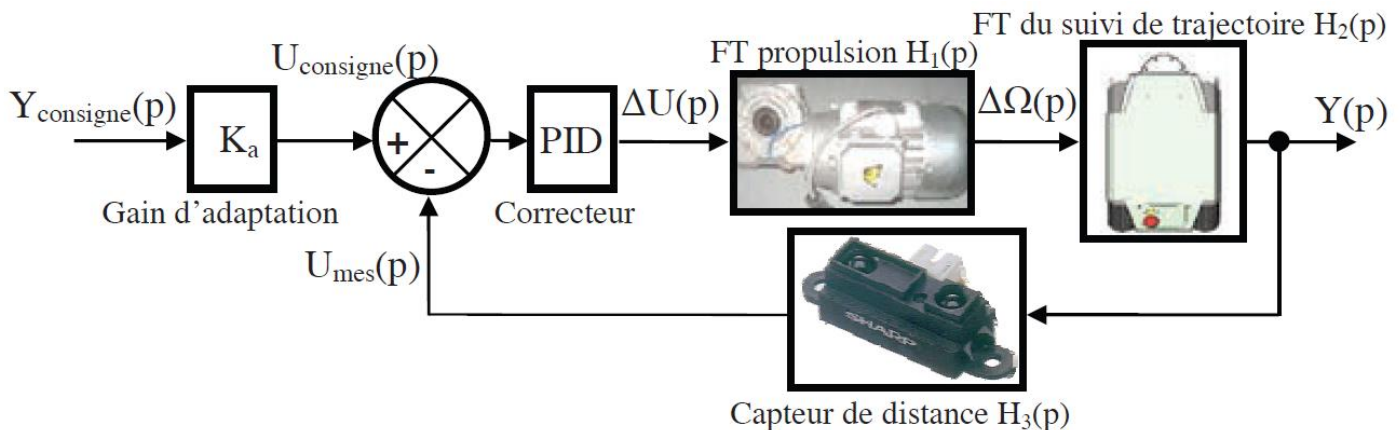 FT du suivi de trajectoire H₂(p)
U_consigne(p)
FT propulsion H₁(p)
Y_consigne(p)
ΔU(p)
ΔΩ(p)
Y(p)
Kₐ
+
-
PID
Gain d'adaptation
Correcteur
U_mes(p)
SHARP
Capteur de distance H₃(p)